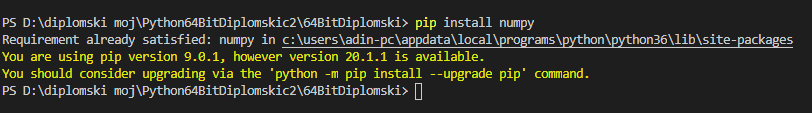 PS D:\diplomski moj\Python64BitDiplomskic2\64BitDiplomski> pip install numpy
Requirement already satisfied: numpy in c:\users\adin-pc\appdata\local\programs\python\python36\lib\site-packages
You are using pip version 9.0.1, however version 20.1.1 is available.
You should consider upgrading via the 'python -m pip install --upgrade pip' command.
PS D:\diplomski moj\Python64BitDiplomskic2\64BitDiplomski>